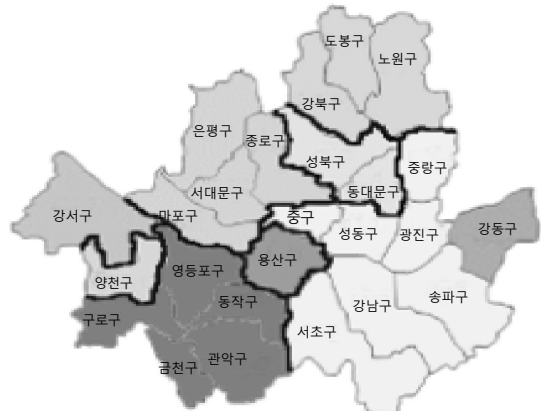 도봉구
노원구
강북구
은평구
종로구
성북구
중랑구
서대문구
동대문구
강서구
마포구
중구
성동구
광진구
강동구
양천구
영등포구
용산구
구로구
동작구
강남구
송파구
서초구
금천구
관악구